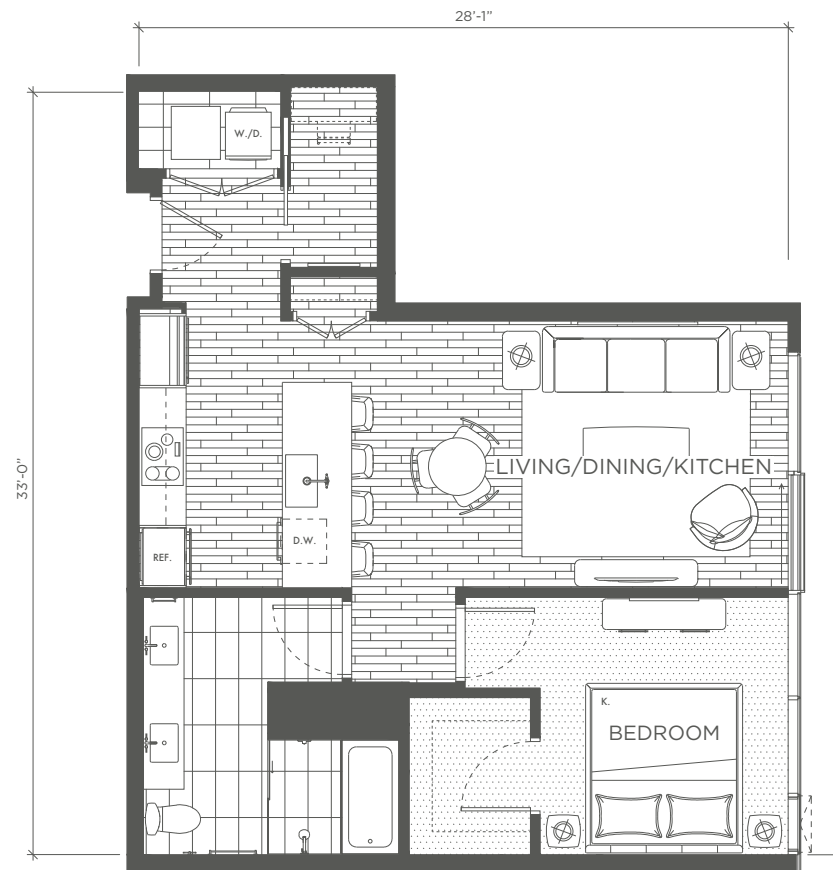 28'-1"
33'-0"
W./D.
LIVING/DINING/KITCHEN
D.W.
REF.
K.
BEDROOM